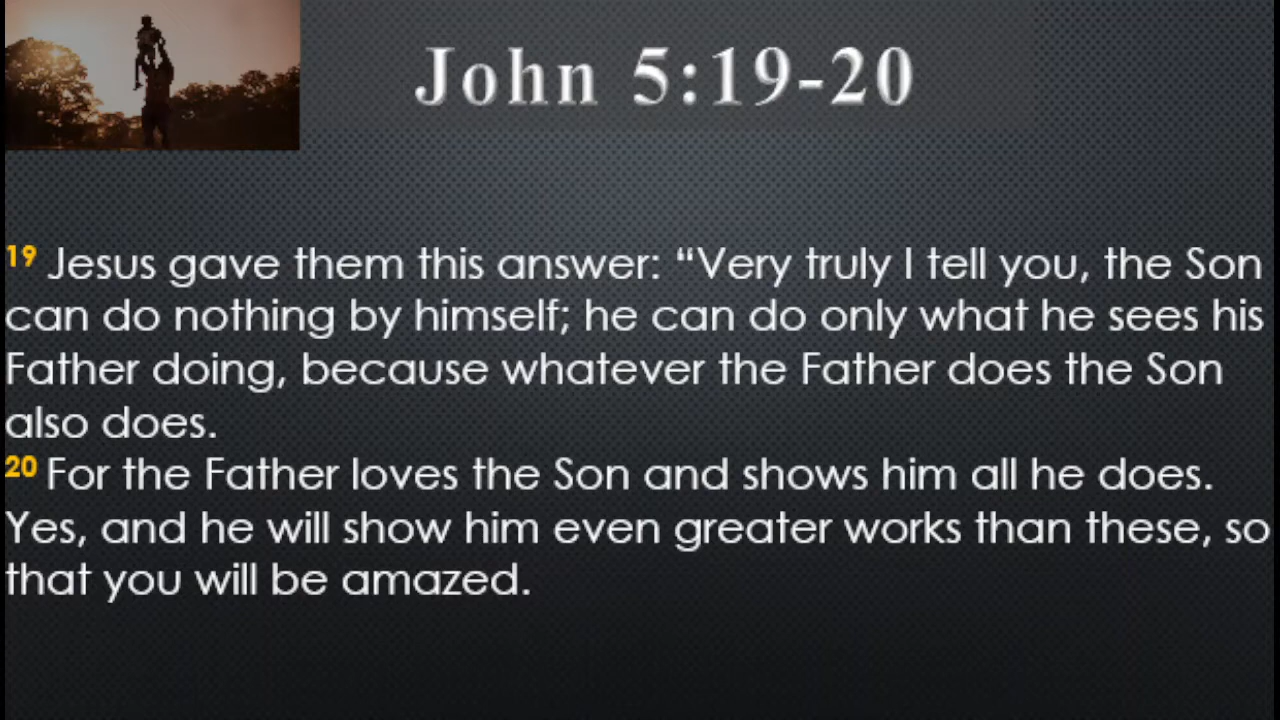 John 5:19-20
19 Jesus gave them this answer: “Very truly I tell you, the Son
can do nothing by himself; he can do only what he sees his
Father doing, because whatever the Father does the Son
also does.
20 For the Father loves the Son and shows him all he does.
Yes, and he will show him even greater works than these, so
that you will be amazed.